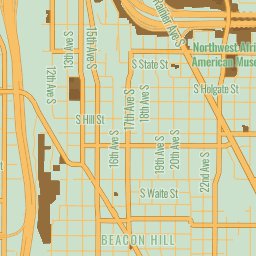 Rainier Ave S
15th Ave S
13th Ave S
12th Ave S
Northwest Afri
American Muse
S State St
S Holgate St
17th Ave S
18th Ave S
S Hill St
16th Ave S
19th Ave S
20th Ave S
22nd Ave S
S Waite St
BEACON HILL